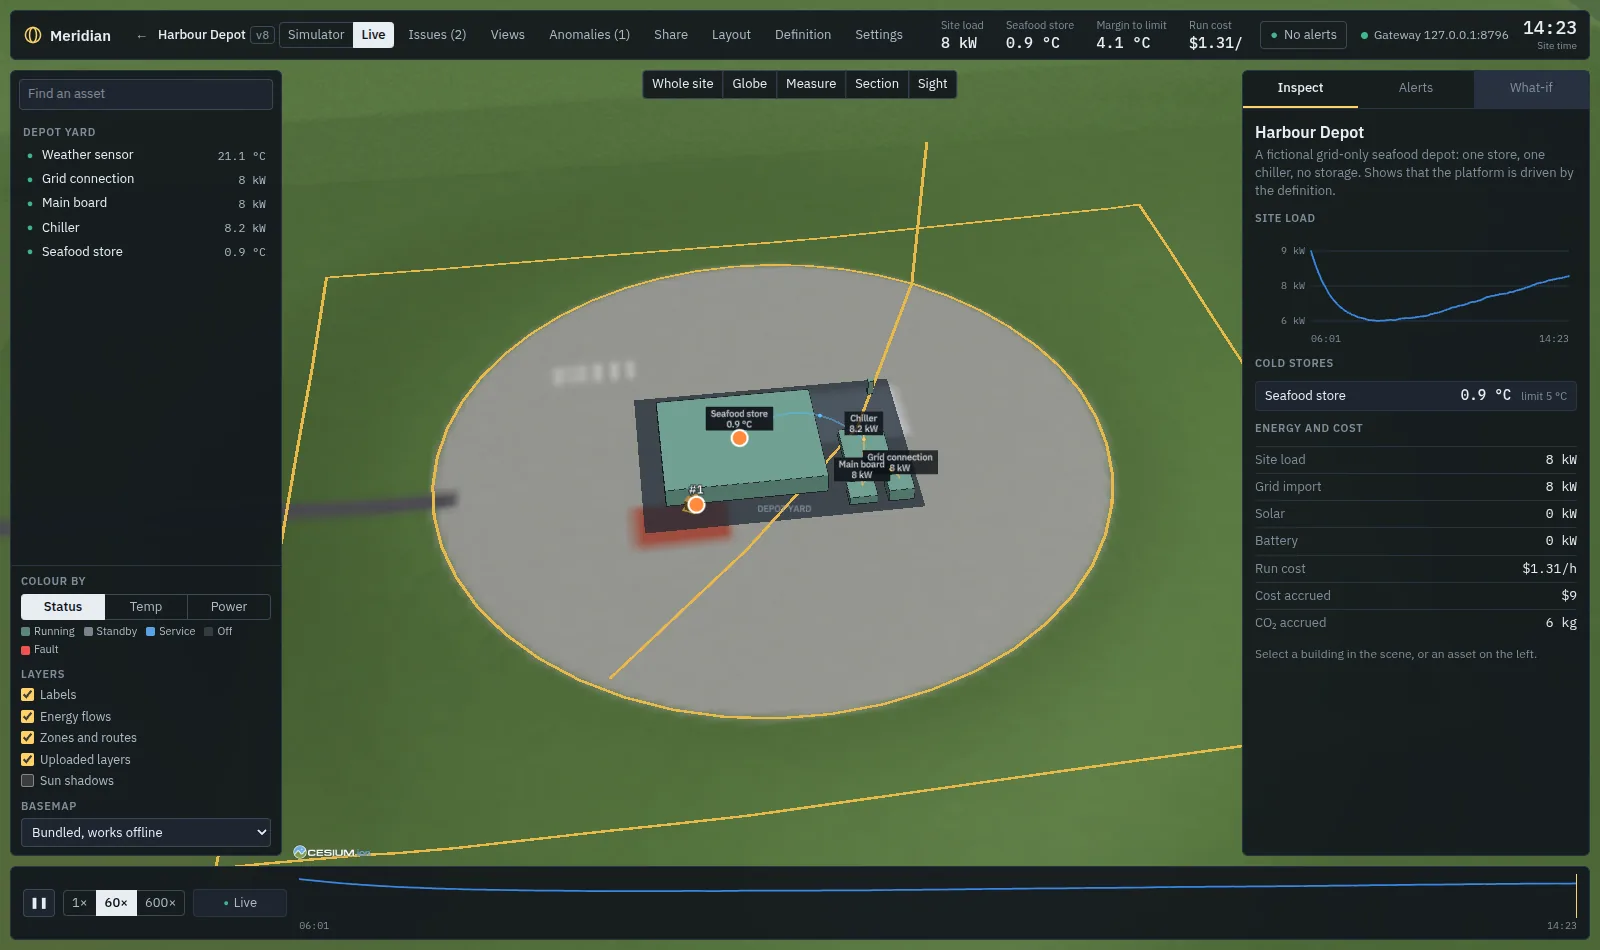 Meridian
← Harbour Depot v8
Simulator Live Issues (2) Views Anomalies (1) Share Layout Definition Settings
Site load
8 kW
Seafood store
0.9 °C
Margin to limit
4.1 °C
Run cost
$1.31/
No alerts
Gateway 127.0.0.1:8796
14:23
Site time
Find an asset
DEPOT YARD
Weather sensor 21.1 °C
Grid connection 8 kW
Main board 8 kW
Chiller 8.2 kW
Seafood store 0.9 °C
COLOUR BY
Status Temp Power
Running Standby Service Off
Fault
LAYERS
Labels
Energy flows
Zones and routes
Uploaded layers
Sun shadows
BASEMAP
Bundled, works offline
Whole site Globe Measure Section Sight
Seafood store
0.9 °C
Chiller
8.2 kW
Grid connection
8 kW
Main board
8 kW
#1
DEPOT YARD
CESIUM ion
Inspect Alerts What-if
Harbour Depot
A fictional grid-only seafood depot: one store, one
chiller, no storage. Shows that the platform is driven by
the definition.
SITE LOAD
9 kW
8 kW
6 kW
06:01 14:23
COLD STORES
Seafood store 0.9 °C limit 5 °C
ENERGY AND COST
Site load 8 kW
Grid import 8 kW
Solar 0 kW
Battery 0 kW
Run cost $1.31/h
Cost accrued $9
CO₂ accrued 6 kg
Select a building in the scene, or an asset on the left.
1× 60× 600× Live
06:01 14:23